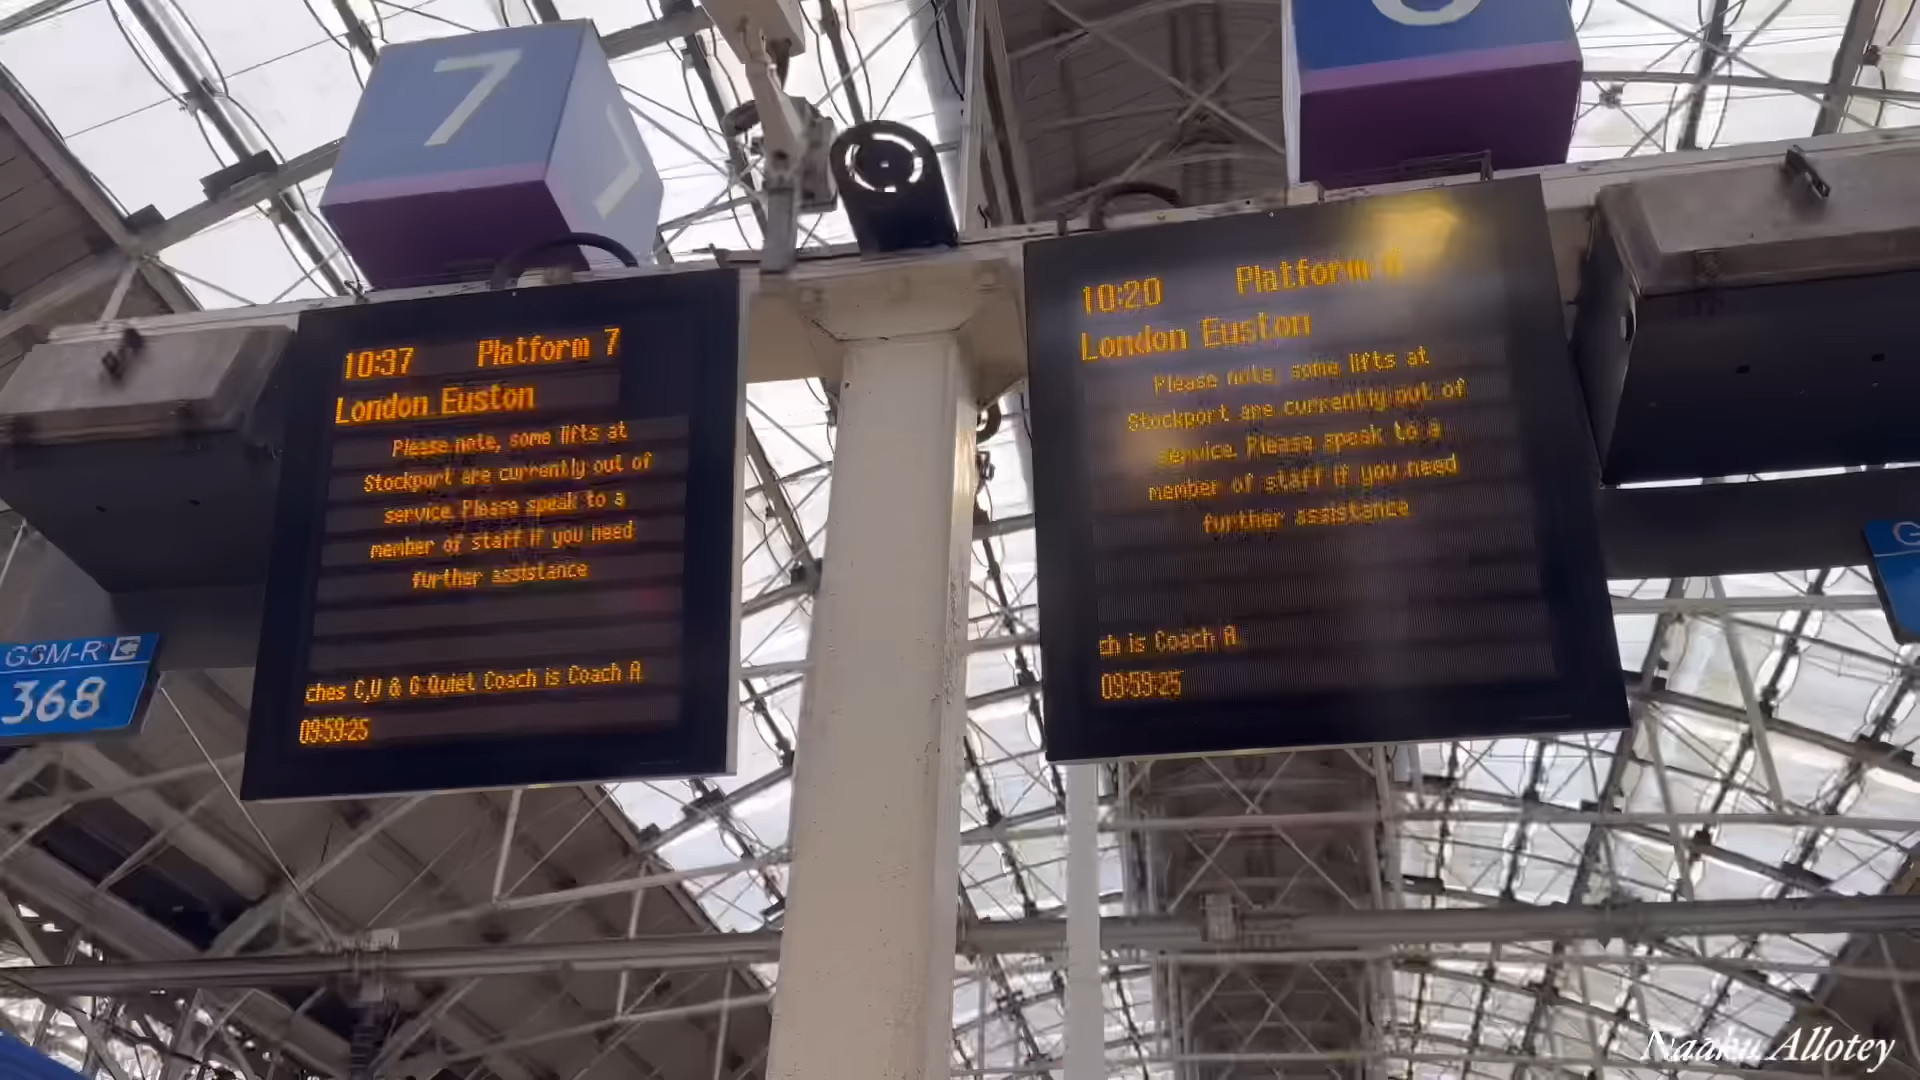 7
10:37 Platform 7
London Euston
Please note, some lifts at
Stockport are currently out of
service. Please speak to a
member of staff if you need
further assistance
ches C,U & G Quiet Coach is Coach A
09:59:25
10:20 Platform
London Euston
Please note, some lifts at
Stockport are currently out of
service. Please speak to a
member of staff if you need
further assistance
ch is Coach A
09:59:25
GSM-R
368
Naaku Allotey